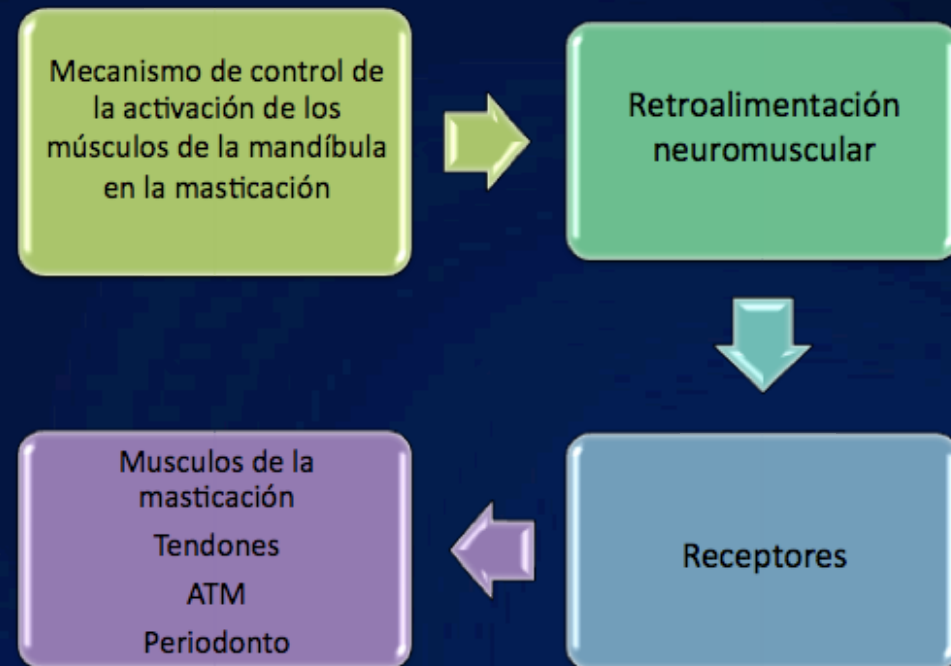 Mecanismo de control de
la activación de los
músculos de la mandíbula
en la masticación
Retroalimentación
neuromuscular
Receptores
Musculos de la
masticación
Tendones
ATM
Periodonto